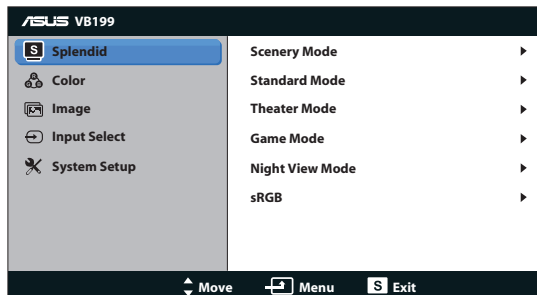 ASUS VB199
S Splendid
Color
Image
Input Select
System Setup
Scenery Mode
Standard Mode
Theater Mode
Game Mode
Night View Mode
sRGB
Move Menu S Exit